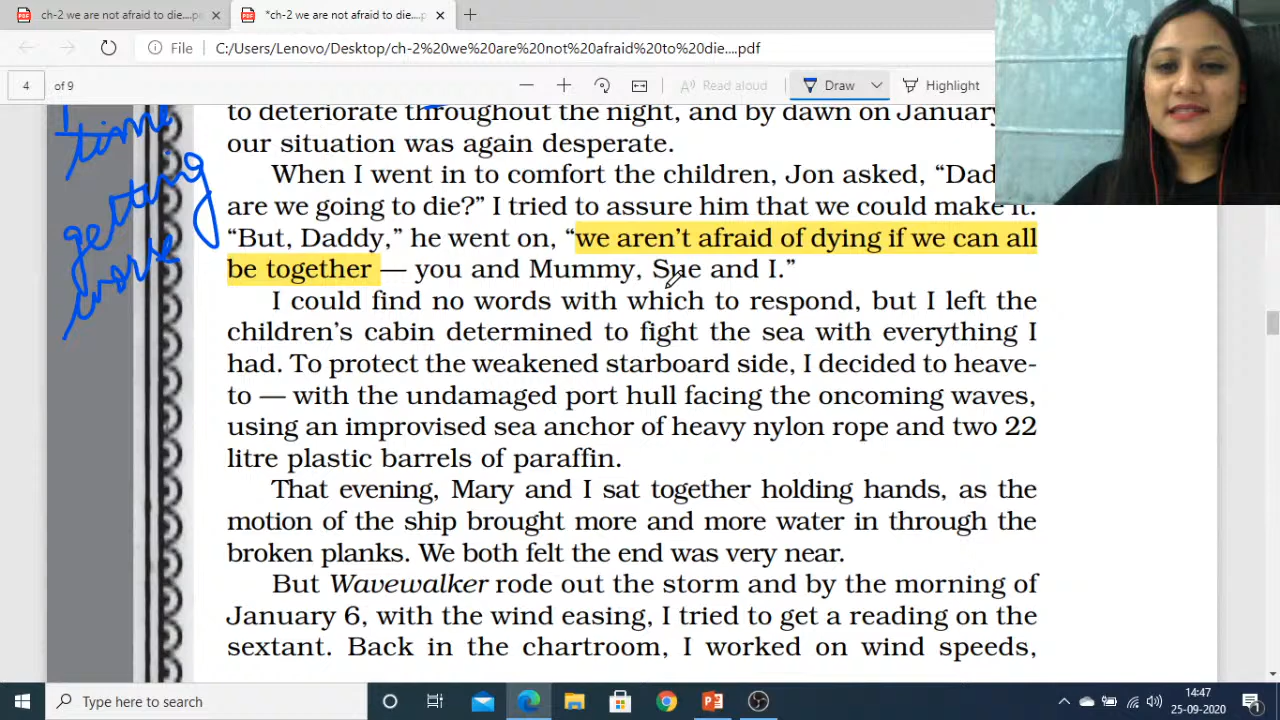 ch-2 we are not afraid to die....pe
*ch-2 we are not afraid to die....p
File C:/Users/Lenovo/Desktop/ch-2%20we%20are%20not%20afraid%20to%20die....pdf
4 of 9 Read aloud Draw Highlight
to deteriorate throughout the night, and by dawn on January
our situation was again desperate.
When I went in to comfort the children, Jon asked, “Dad
are we going to die?” I tried to assure him that we could make it.
“But, Daddy,” he went on, “we aren’t afraid of dying if we can all
be together — you and Mummy, Sue and I.”
I could find no words with which to respond, but I left the
children’s cabin determined to fight the sea with everything I
had. To protect the weakened starboard side, I decided to heave-
to — with the undamaged port hull facing the oncoming waves,
using an improvised sea anchor of heavy nylon rope and two 22
litre plastic barrels of paraffin.
That evening, Mary and I sat together holding hands, as the
motion of the ship brought more and more water in through the
broken planks. We both felt the end was very near.
But Wavewalker rode out the storm and by the morning of
January 6, with the wind easing, I tried to get a reading on the
sextant. Back in the chartroom, I worked on wind speeds,
time
getting
work
Type here to search
14:47
25-09-2020
1